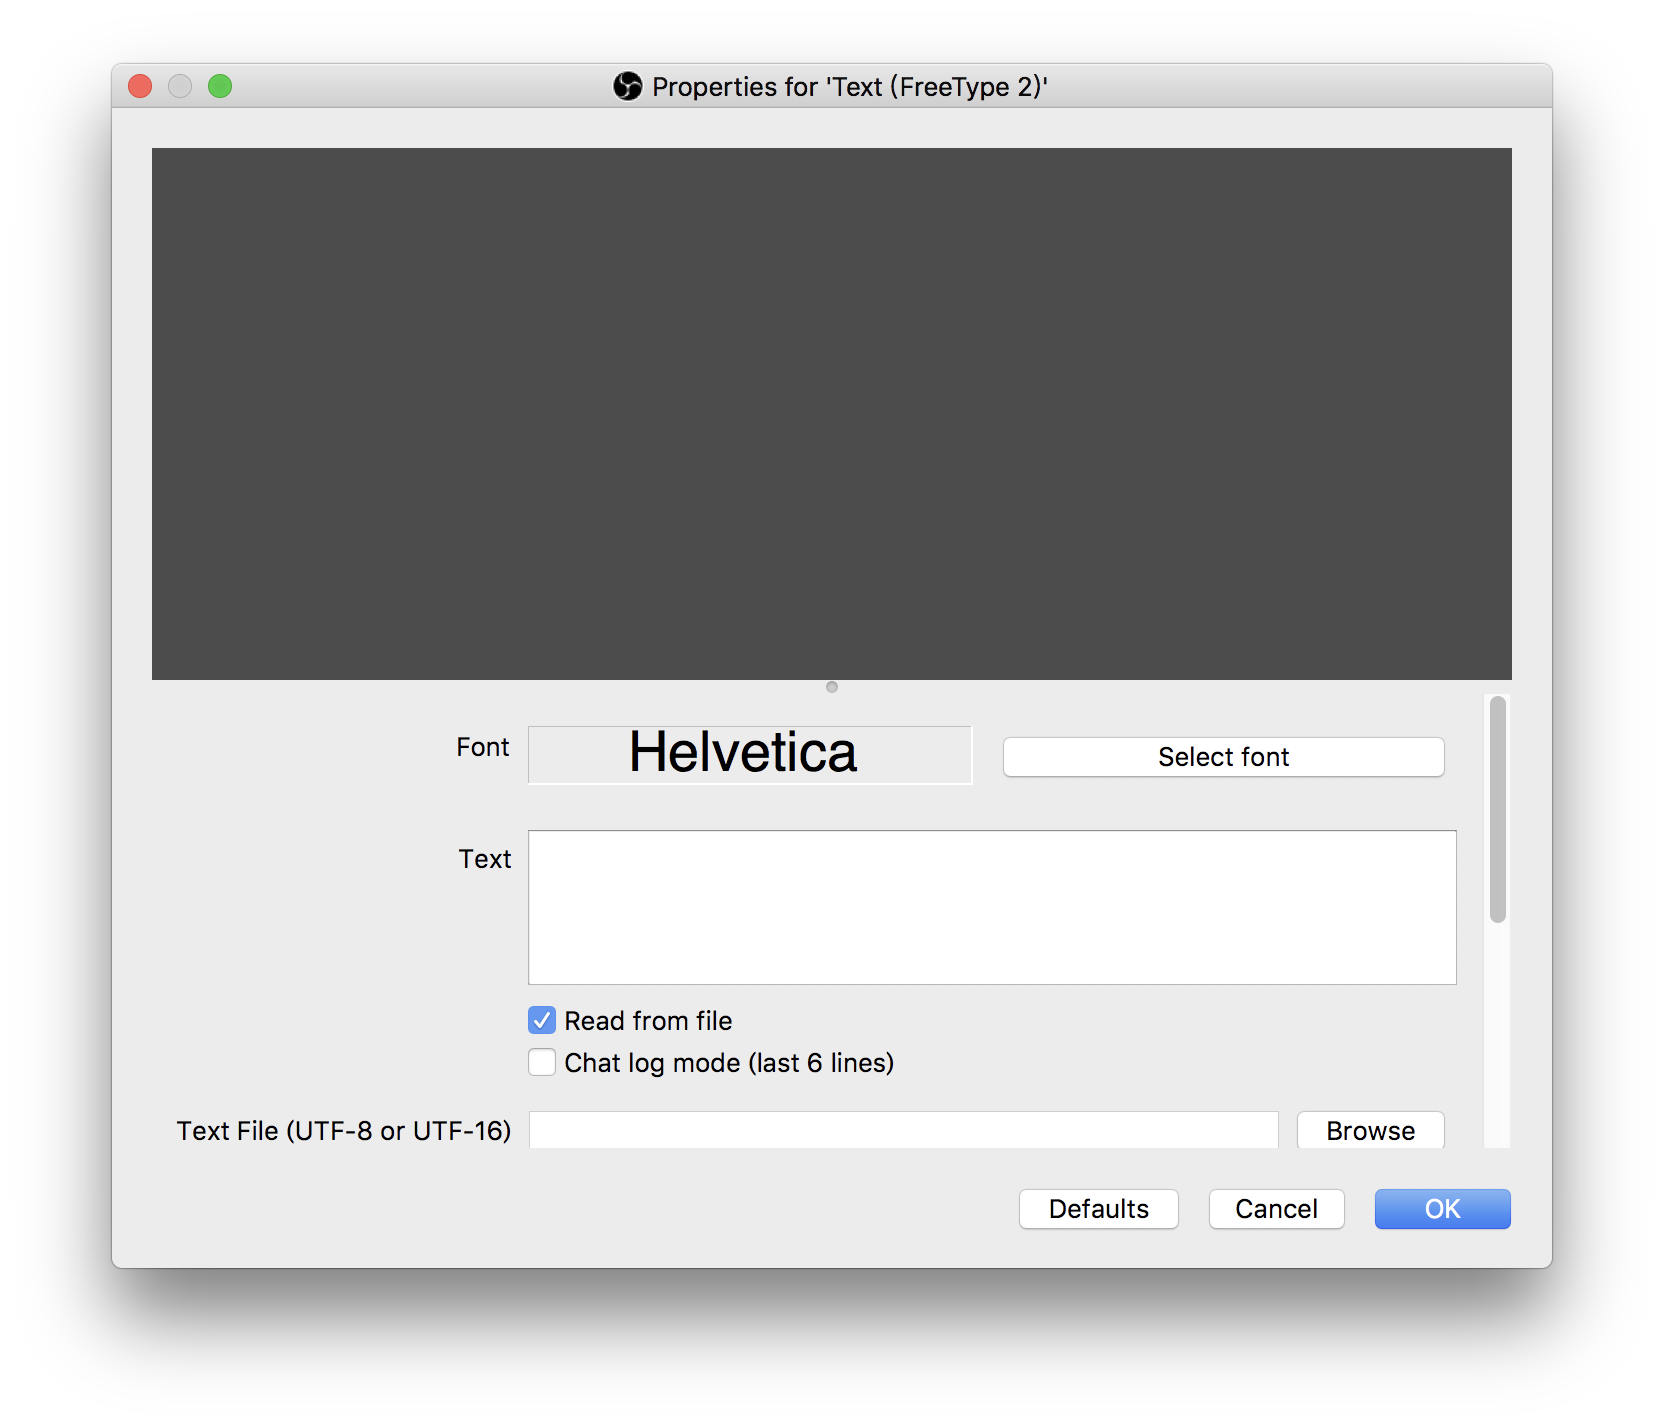 Properties for 'Text (FreeType 2)'
Font
Helvetica
Select font
Text
Read from file
Chat log mode (last 6 lines)
Text File (UTF-8 or UTF-16)
Browse
Defaults
Cancel
OK